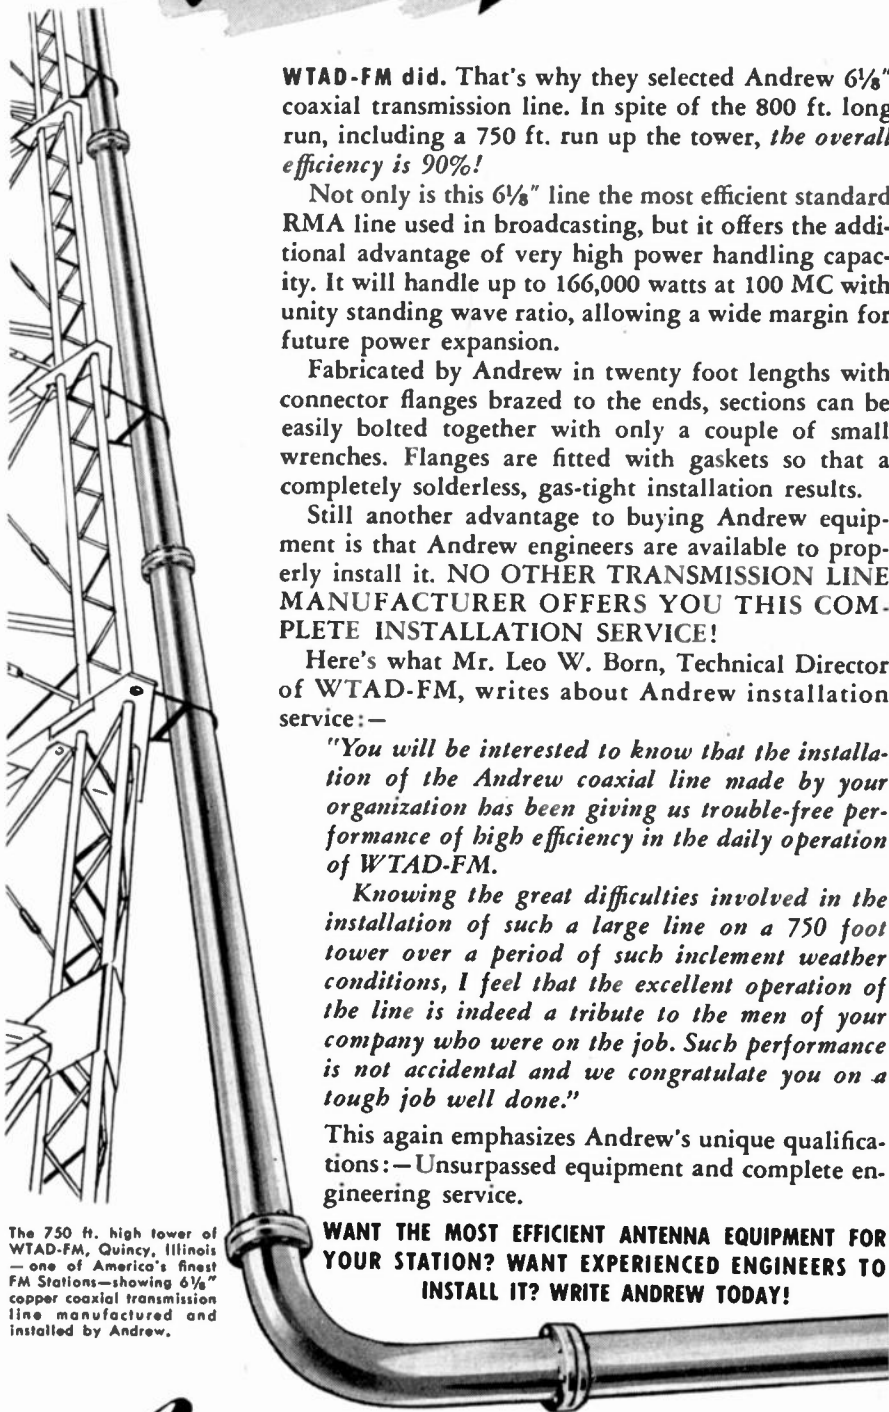 WTAD-FM did. That's why they selected Andrew 6⅛"
coaxial transmission line. In spite of the 800 ft. long
run, including a 750 ft. run up the tower, the overall
efficiency is 90%!
Not only is this 6⅛" line the most efficient standard
RMA line used in broadcasting, but it offers the addi-
tional advantage of very high power handling capac-
ity. It will handle up to 166,000 watts at 100 MC with
unity standing wave ratio, allowing a wide margin for
future power expansion.
Fabricated by Andrew in twenty foot lengths with
connector flanges brazed to the ends, sections can be
easily bolted together with only a couple of small
wrenches. Flanges are fitted with gaskets so that a
completely solderless, gas-tight installation results.
Still another advantage to buying Andrew equip-
ment is that Andrew engineers are available to prop-
erly install it. NO OTHER TRANSMISSION LINE
MANUFACTURER OFFERS YOU THIS COM-
PLETE INSTALLATION SERVICE!
Here's what Mr. Leo W. Born, Technical Director
of WTAD-FM, writes about Andrew installation
service:—
"You will be interested to know that the installa-
tion of the Andrew coaxial line made by your
organization has been giving us trouble-free per-
formance of high efficiency in the daily operation
of WTAD-FM.
Knowing the great difficulties involved in the
installation of such a large line on a 750 foot
tower over a period of such inclement weather
conditions, I feel that the excellent operation of
the line is indeed a tribute to the men of your
company who were on the job. Such performance
is not accidental and we congratulate you on a
tough job well done."
This again emphasizes Andrew's unique qualifica-
tions:—Unsurpassed equipment and complete en-
gineering service.
WANT THE MOST EFFICIENT ANTENNA EQUIPMENT FOR
YOUR STATION? WANT EXPERIENCED ENGINEERS TO
INSTALL IT? WRITE ANDREW TODAY!
The 750 ft. high tower of
WTAD-FM, Quincy, Illinois
— one of America's finest
FM Stations—showing 6⅛"
copper coaxial transmission
line manufactured and
installed by Andrew.